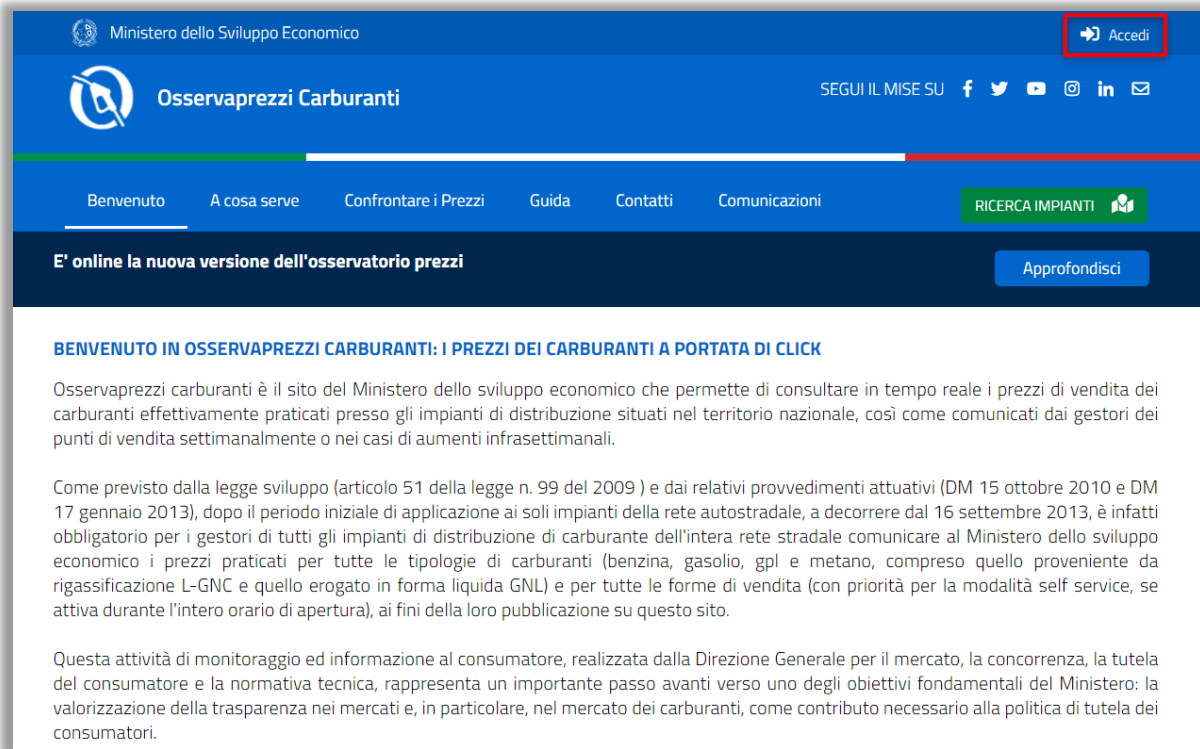 Ministero dello Sviluppo Economico
Accedi
Osservaprezzi Carburanti
SEGUI IL MISE SU
Benvenuto A cosa serve Confrontare i Prezzi Guida Contatti Comunicazioni RICERCA IMPIANTI
E' online la nuova versione dell'osservatorio prezzi
Approfondisci
BENVENUTO IN OSSERVAPREZZI CARBURANTI: I PREZZI DEI CARBURANTI A PORTATA DI CLICK
Osservaprezzi carburanti è il sito del Ministero dello sviluppo economico che permette di consultare in tempo reale i prezzi di vendita dei
carburanti effettivamente praticati presso gli impianti di distribuzione situati nel territorio nazionale, così come comunicati dai gestori dei
punti di vendita settimanalmente o nei casi di aumenti infrasettimanali.
Come previsto dalla legge sviluppo (articolo 51 della legge n. 99 del 2009 ) e dai relativi provvedimenti attuativi (DM 15 ottobre 2010 e DM
17 gennaio 2013), dopo il periodo iniziale di applicazione ai soli impianti della rete autostradale, a decorrere dal 16 settembre 2013, è infatti
obbligatorio per i gestori di tutti gli impianti di distribuzione di carburante dell'intera rete stradale comunicare al Ministero dello sviluppo
economico i prezzi praticati per tutte le tipologie di carburanti (benzina, gasolio, gpl e metano, compreso quello proveniente da
rigassificazione L-GNC e quello erogato in forma liquida GNL) e per tutte le forme di vendita (con priorità per la modalità self service, se
attiva durante l'intero orario di apertura), ai fini della loro pubblicazione su questo sito.
Questa attività di monitoraggio ed informazione al consumatore, realizzata dalla Direzione Generale per il mercato, la concorrenza, la tutela
del consumatore e la normativa tecnica, rappresenta un importante passo avanti verso uno degli obiettivi fondamentali del Ministero: la
valorizzazione della trasparenza nei mercati e, in particolare, nel mercato dei carburanti, come contributo necessario alla politica di tutela dei
consumatori.